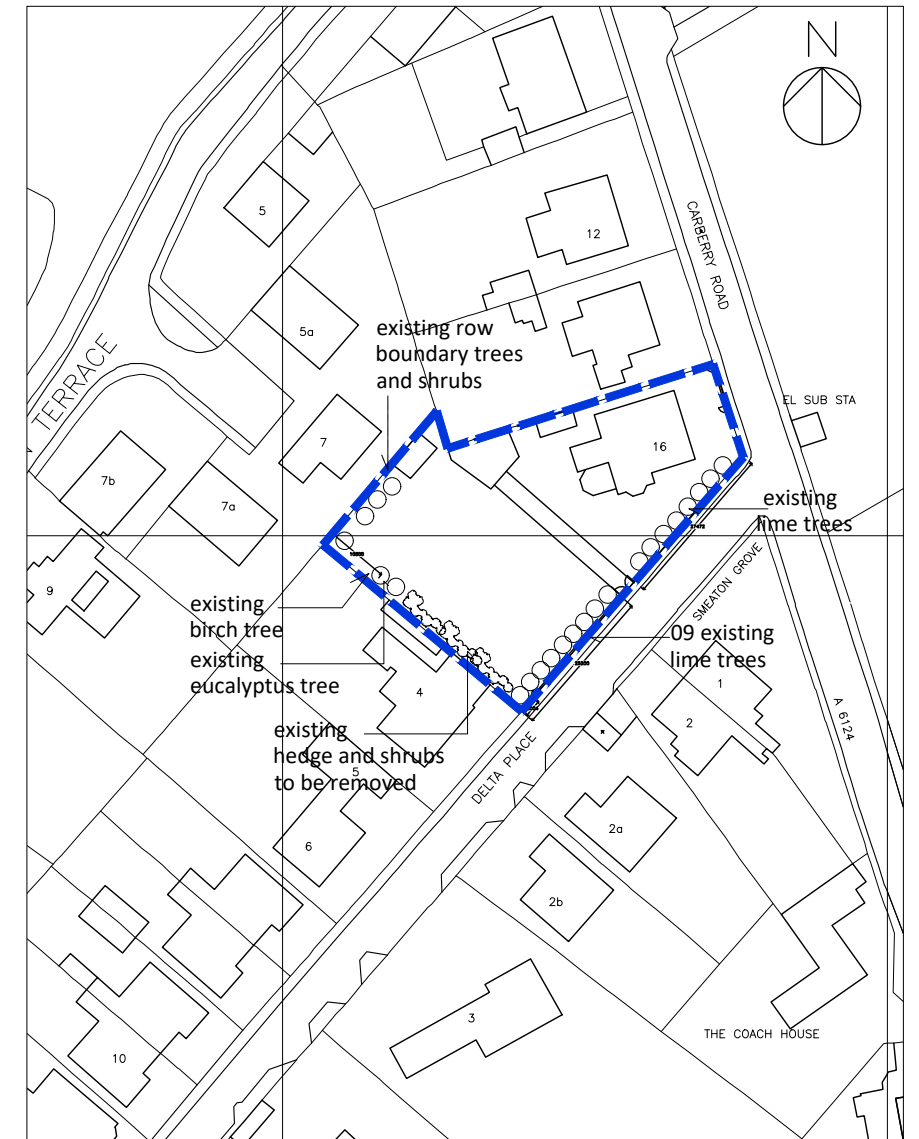 N
5
12
CARBERRY ROAD
5a
existing row
boundary trees
and shrubs
TERRACE
EL SUB STA
7
16
7b
7a
existing
lime trees
9
SMEATON GROVE
existing
birch tree
09 existing
lime trees
existing
eucalyptus tree
4
1
2
A 6124
existing
hedge and shrubs
to be removed
5
DELTA PLACE
6
2a
2b
3
THE COACH HOUSE
10